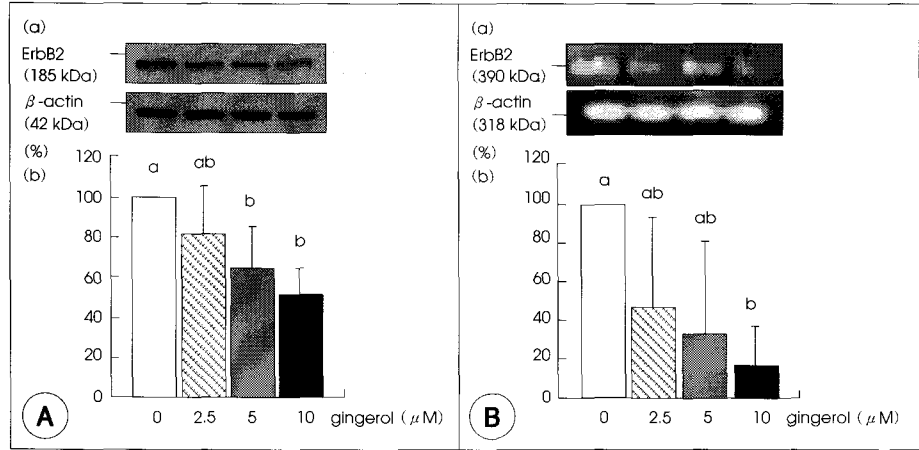 (a)
ErbB2
(185 kDa)
β-actin
(42 kDa)
(%)
(b)
120
100
80
60
40
20
0
a
ab
b
b
0 2.5 5 10 gingerol (μM)
A
(a)
ErbB2
(390 kDa)
β-actin
(318 kDa)
(%)
(b)
120
100
80
60
40
20
0
a
ab
ab
b
0 2.5 5 10 gingerol (μM)
B